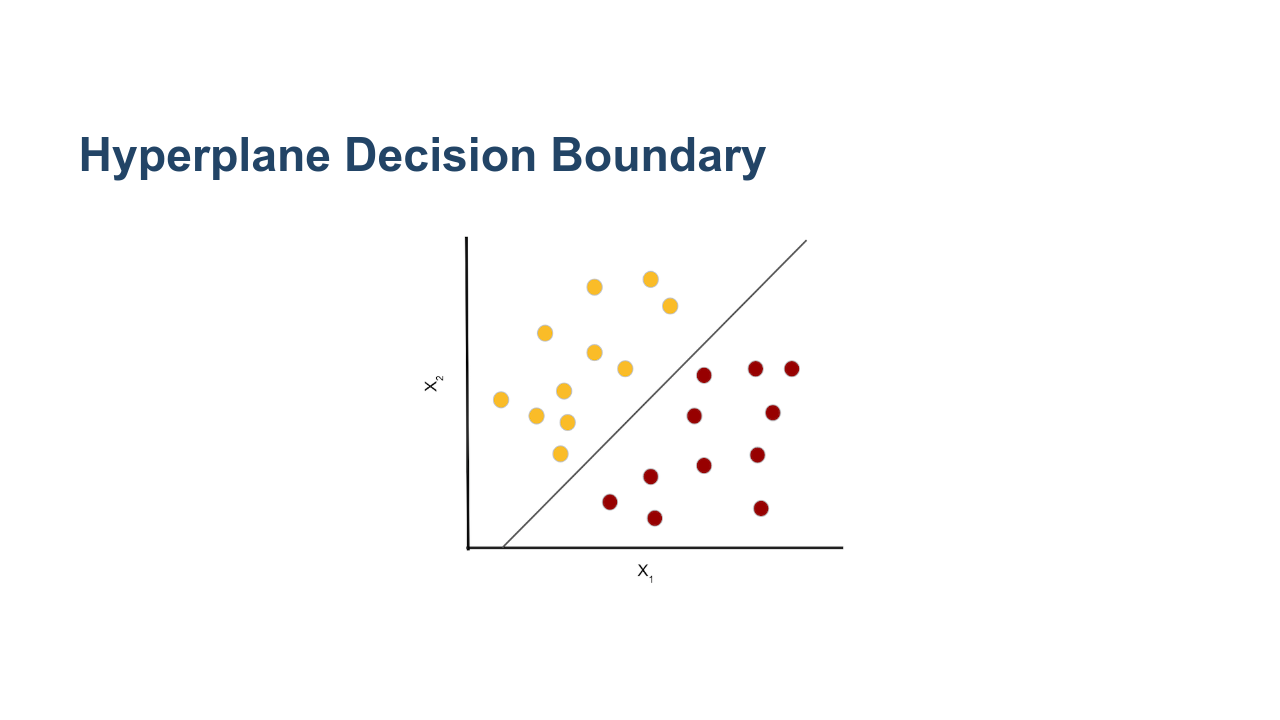 Hyperplane Decision Boundary
X₂
X₁